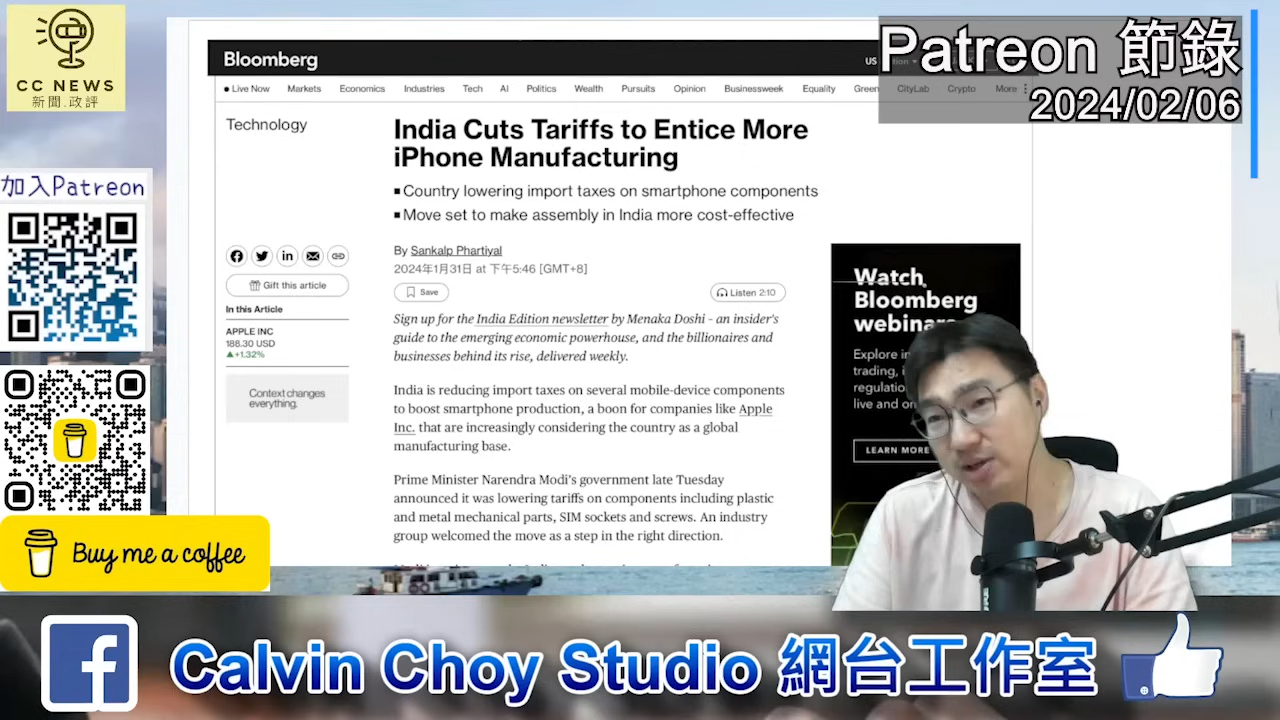 CC NEWS
新聞.政評
Patreon 節錄
2024/02/06
加入Patreon
Buy me a coffee
Bloomberg
US
Live Now Markets Economics Industries Tech AI Politics Wealth Pursuits Opinion Businessweek Equality Green CityLab Crypto More
Technology
India Cuts Tariffs to Entice More
iPhone Manufacturing
Country lowering import taxes on smartphone components
Move set to make assembly in India more cost-effective
By Sankalp Phartiyal
2024年1月31日 at 下午5:46 [GMT+8]
Save
Listen 2:10
Gift this article
In this Article
APPLE INC
188.30 USD
▲+1.32%
Context changes
everything.
Sign up for the India Edition newsletter by Menaka Doshi - an insider's
guide to the emerging economic powerhouse, and the billionaires and
businesses behind its rise, delivered weekly.
India is reducing import taxes on several mobile-device components
to boost smartphone production, a boon for companies like Apple
Inc. that are increasingly considering the country as a global
manufacturing base.
Prime Minister Narendra Modi's government late Tuesday
announced it was lowering tariffs on components including plastic
and metal mechanical parts, SIM sockets and screws. An industry
group welcomed the move as a step in the right direction.
Watch
Bloomberg
Explore
trading,
live and
LEARN MORE
Calvin Choy Studio 網台工作室